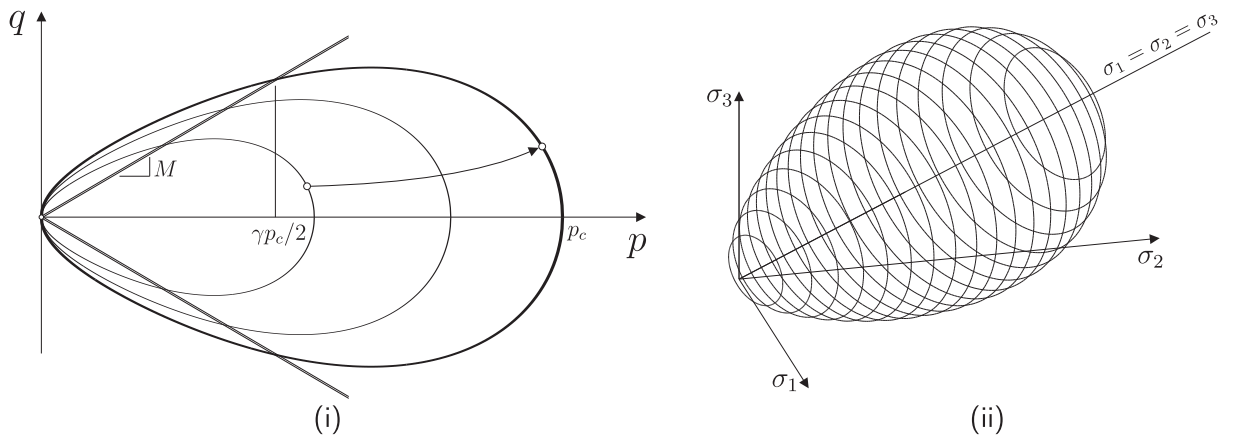 q
M
γp_c/2
p_c
p
(i)
σ_1 = σ_2 = σ_3
σ_3
σ_2
σ_1
(ii)